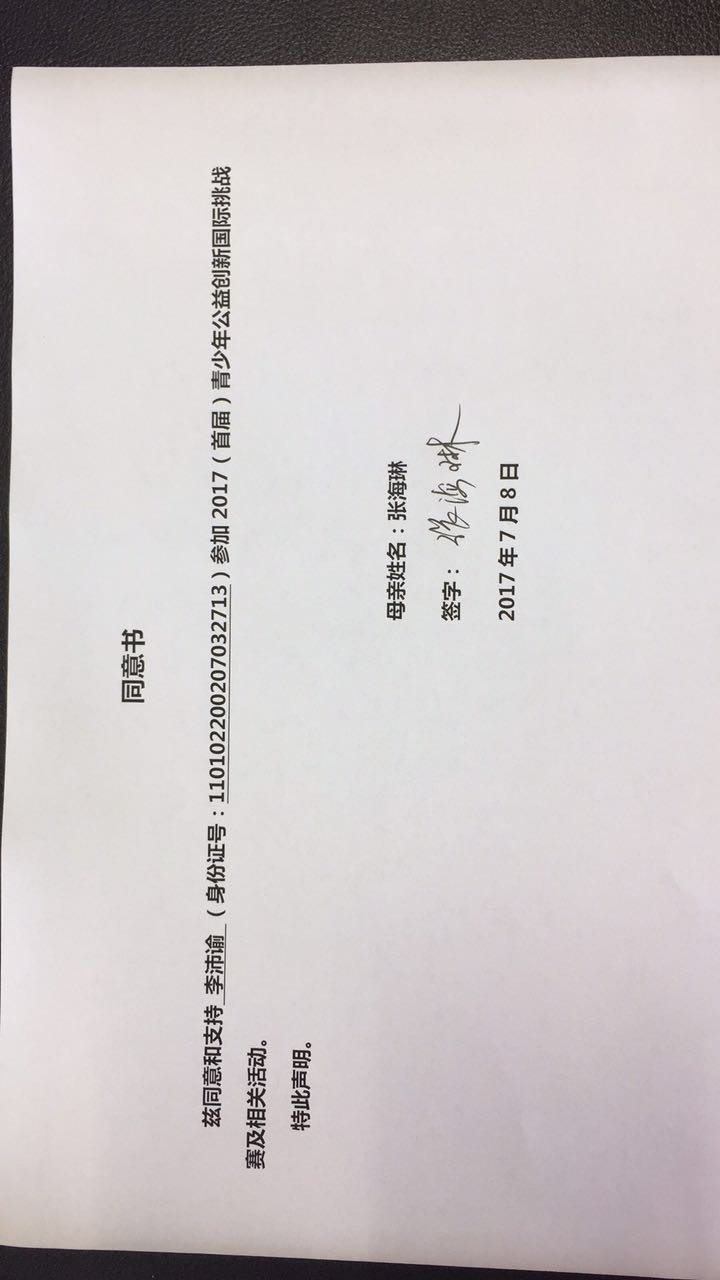 同意书
兹同意和支持 李沛谕 （身份证号：110102200207032713）参加 2017（首届）青少年公益创新国际挑战
赛及相关活动。
特此声明。
母亲姓名：张海琳
签字：张海琳
2017 年 7 月 8 日